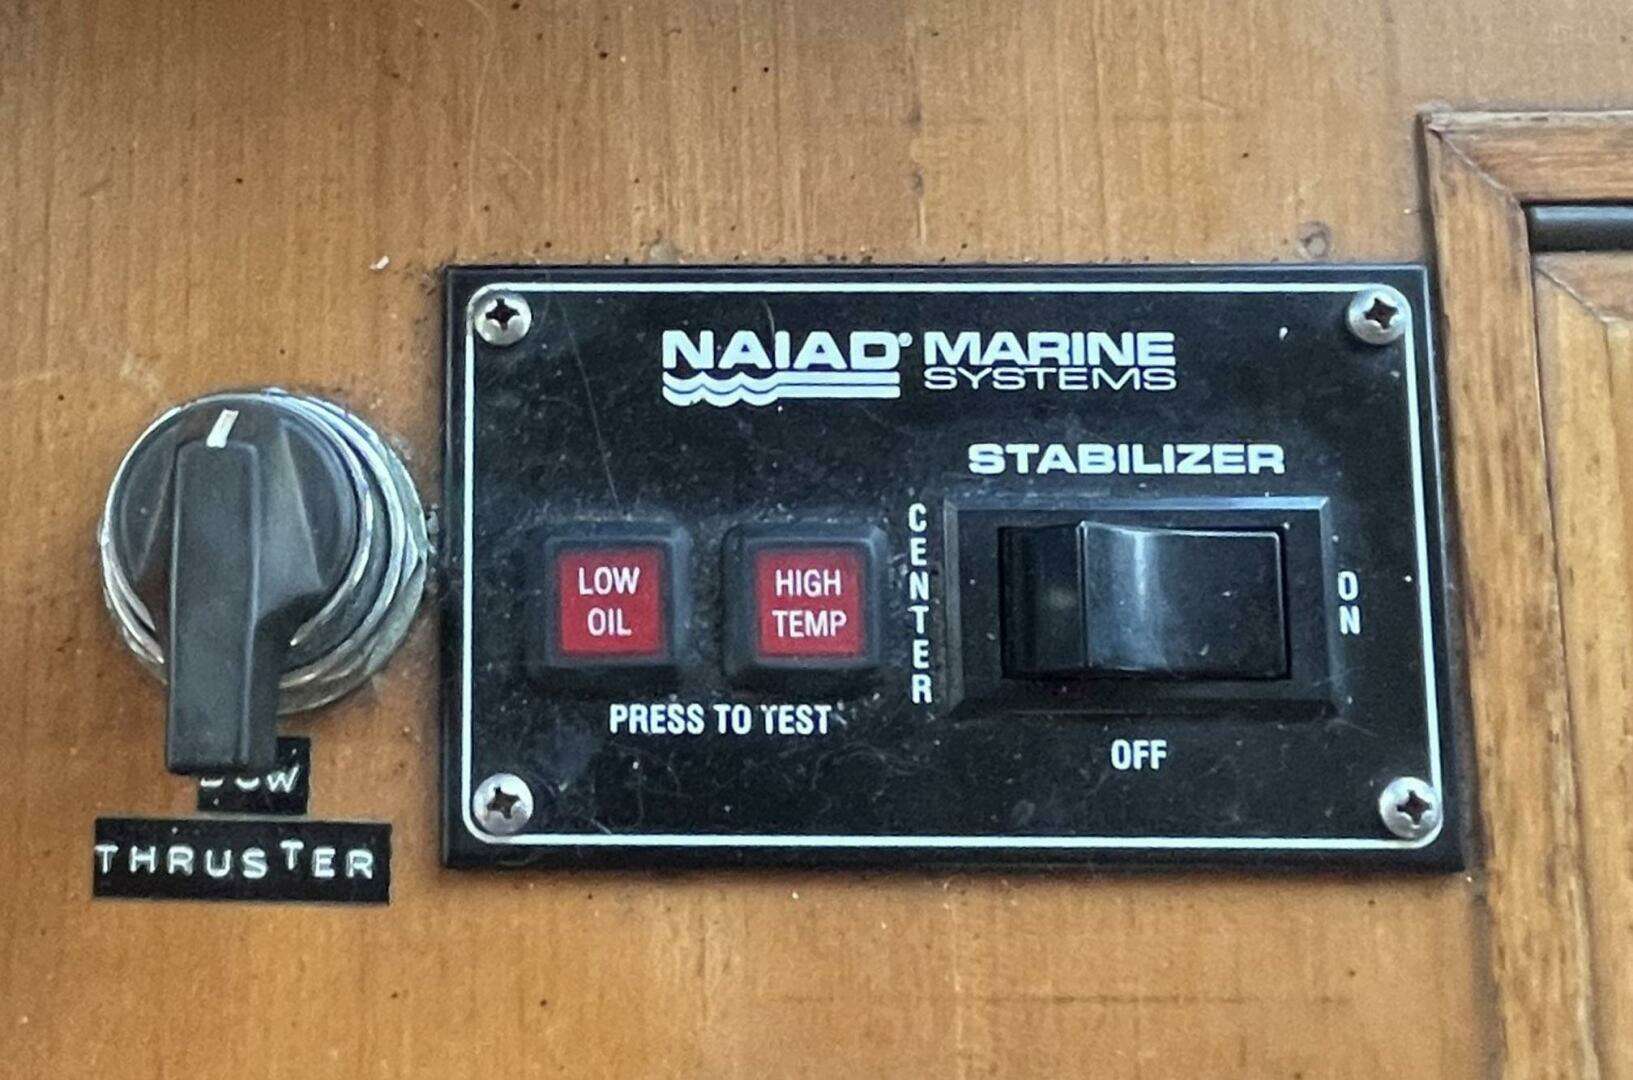 NAIAD® MARINE
SYSTEMS
STABILIZER
LOW
OIL
HIGH
TEMP
PRESS TO TEST
CENTER
ON
OFF
THRUSTER